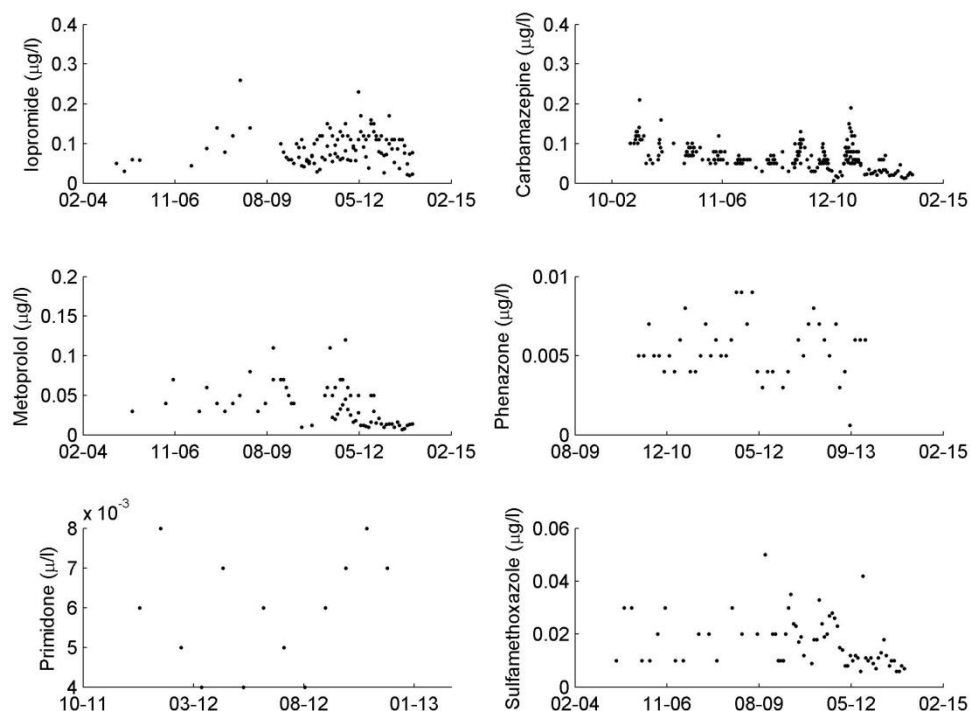 Iopromide (µg/l)
0.4
0.3
0.2
0.1
0
02-04 11-06 08-09 05-12 02-15
Carbamazepine (µg/l)
0.4
0.3
0.2
0.1
0
10-02 11-06 12-10 02-15
Metoprolol (µg/l)
0.2
0.15
0.1
0.05
0
02-04 11-06 08-09 05-12 02-15
Phenazone (µg/l)
0.01
0.005
0
08-09 12-10 05-12 09-13 02-15
Primidone (µ/l)
x 10-3
8
7
6
5
4
10-11 03-12 08-12 01-13
Sulfamethoxazole (µg/l)
0.06
0.04
0.02
0
02-04 11-06 08-09 05-12 02-15